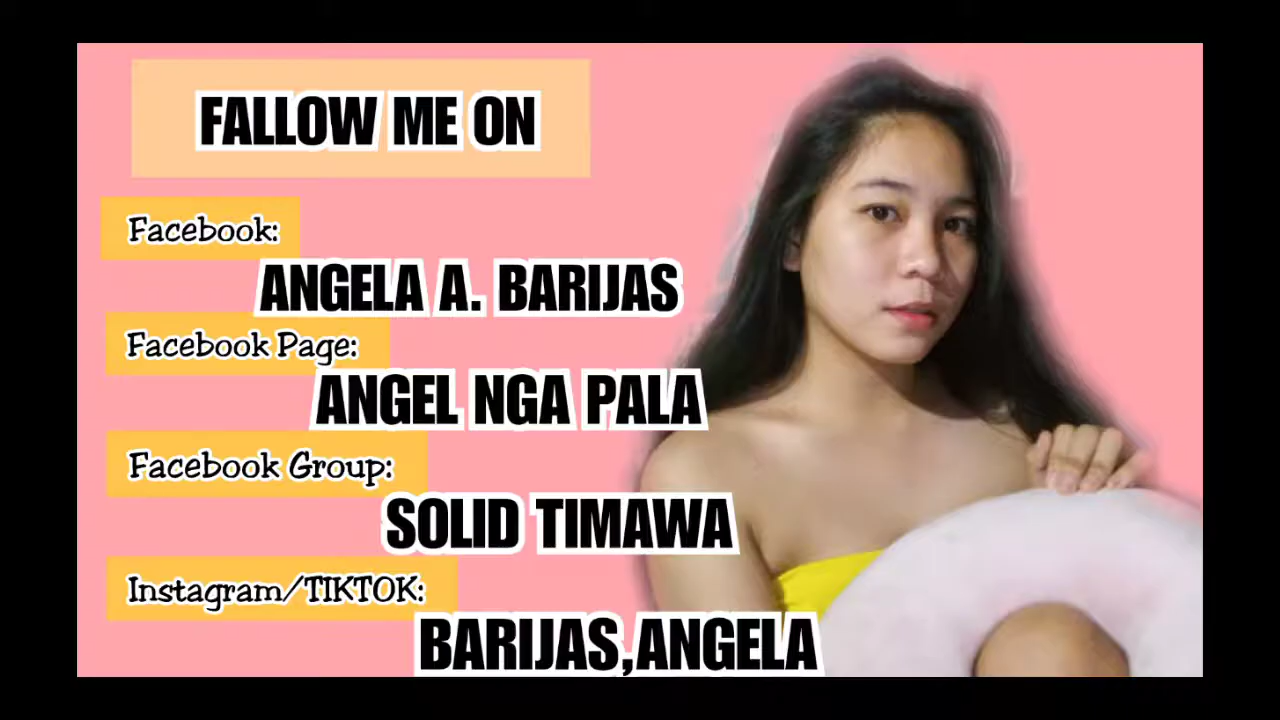 FALLOW ME ON
Facebook:
ANGELA A. BARIJAS
Facebook Page:
ANGEL NGA PALA
Facebook Group:
SOLID TIMAWA
Instagram/TIKTOK:
BARIJAS,ANGELA